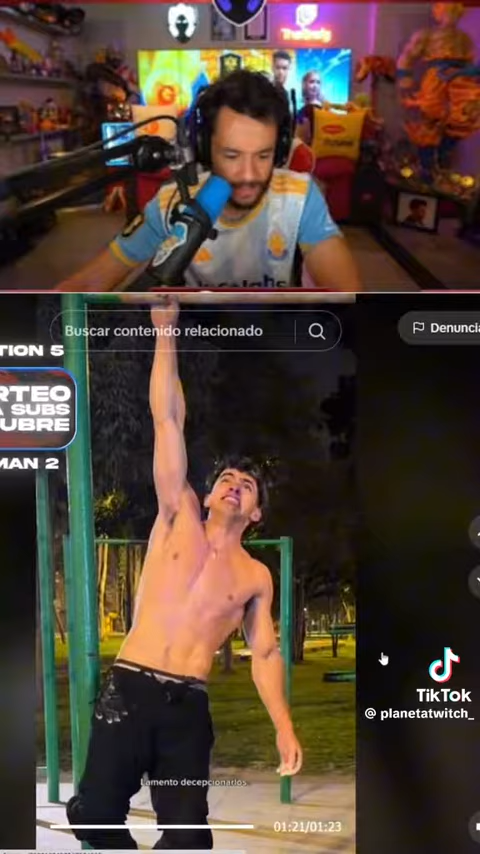 Buscar contenido relacionado
Denuncia
TION 5
RTEO
A SUBS
UBRE
MAN 2
TikTok
@ planetatwitch_
Lamento decepcionarlos
01:21/01:23